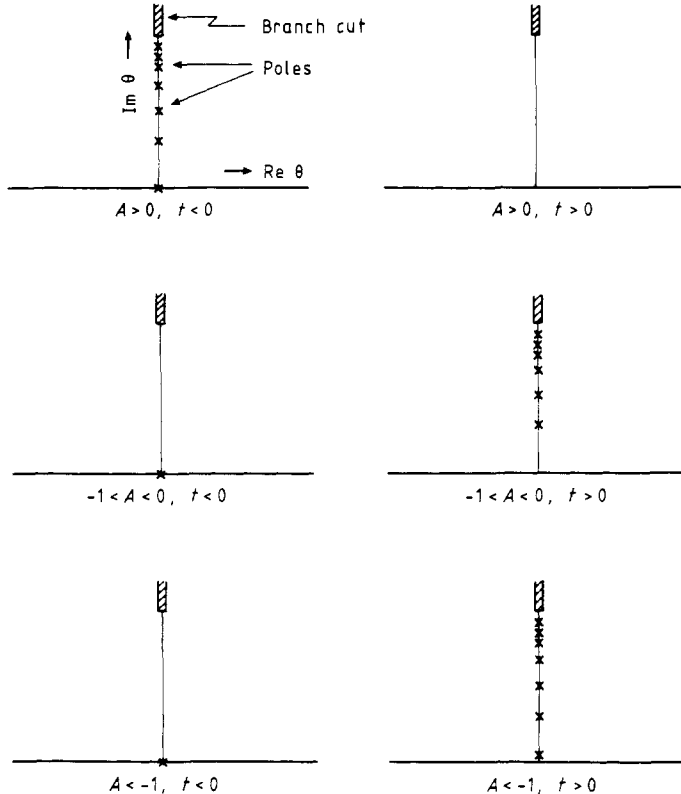 Branch cut
Im θ
Poles
Re θ
A > 0, t < 0
A > 0, t > 0
-1 < A < 0, t < 0
-1 < A < 0, t > 0
A < -1, t < 0
A < -1, t > 0